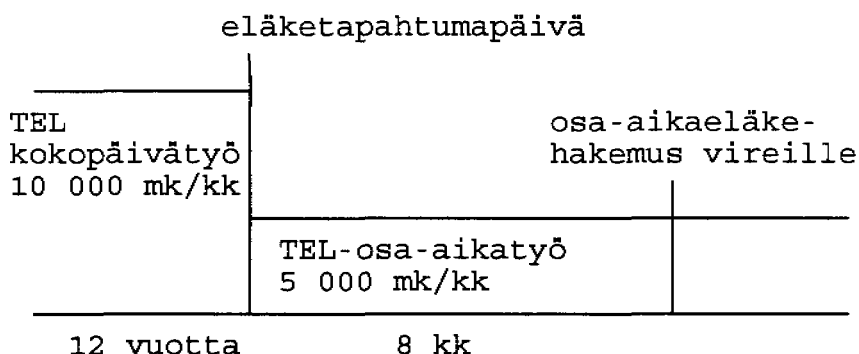 eläketapahtumapäivä
TEL
kokopäivätyö
10 000 mk/kk
osa-aikaeläke-
hakemus vireille
TEL-osa-aikatyö
5 000 mk/kk
12 vuotta
8 kk